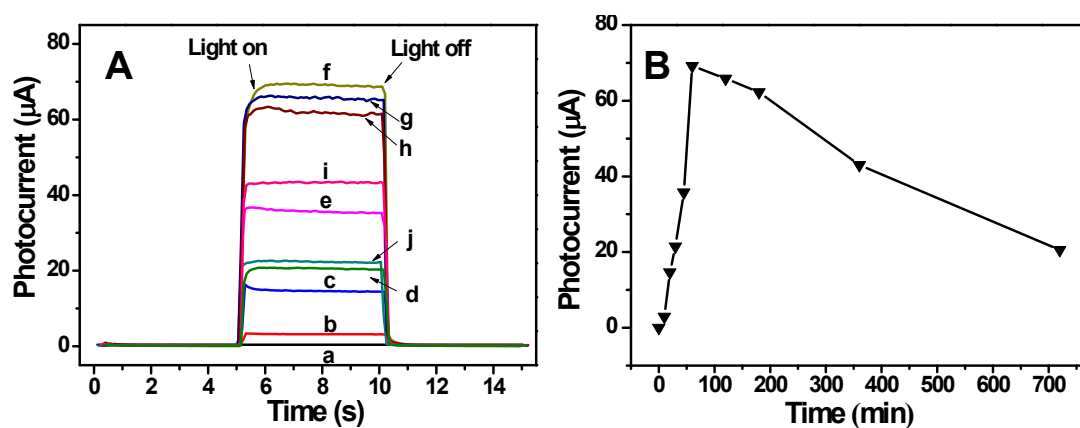 A
Light on
Light off
f
g
h
i
e
j
c
d
b
a
80
60
40
20
0
Photocurrent (μA)
0 2 4 6 8 10 12 14
Time (s)
B
80
60
40
20
0
Photocurrent (μA)
0 100 200 300 400 500 600 700
Time (min)